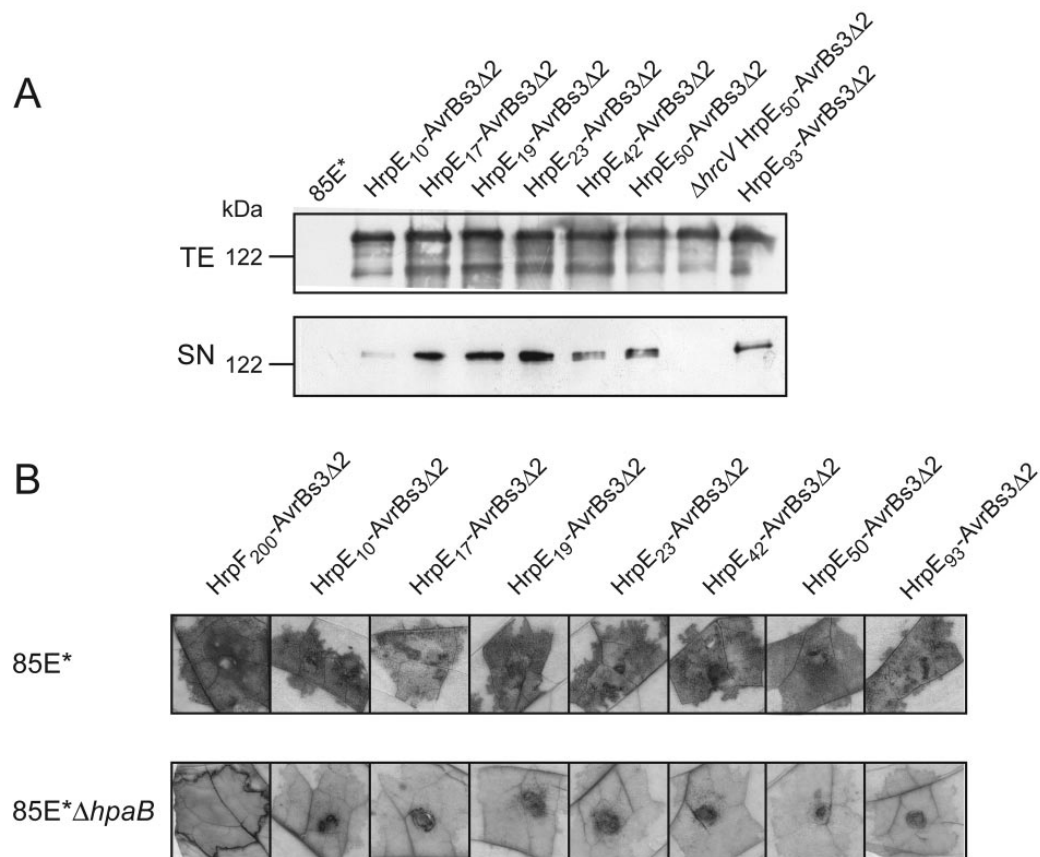 A
85E*
HrpE10-AvrBs3Δ2
HrpE17-AvrBs3Δ2
HrpE19-AvrBs3Δ2
HrpE23-AvrBs3Δ2
HrpE42-AvrBs3Δ2
HrpE50-AvrBs3Δ2
ΔhrcV HrpE50-AvrBs3Δ2
HrpE93-AvrBs3Δ2
kDa
TE 122
SN 122
B
HrpF200-AvrBs3Δ2
HrpE10-AvrBs3Δ2
HrpE17-AvrBs3Δ2
HrpE19-AvrBs3Δ2
HrpE23-AvrBs3Δ2
HrpE42-AvrBs3Δ2
HrpE50-AvrBs3Δ2
HrpE93-AvrBs3Δ2
85E*
85E*ΔhpaB